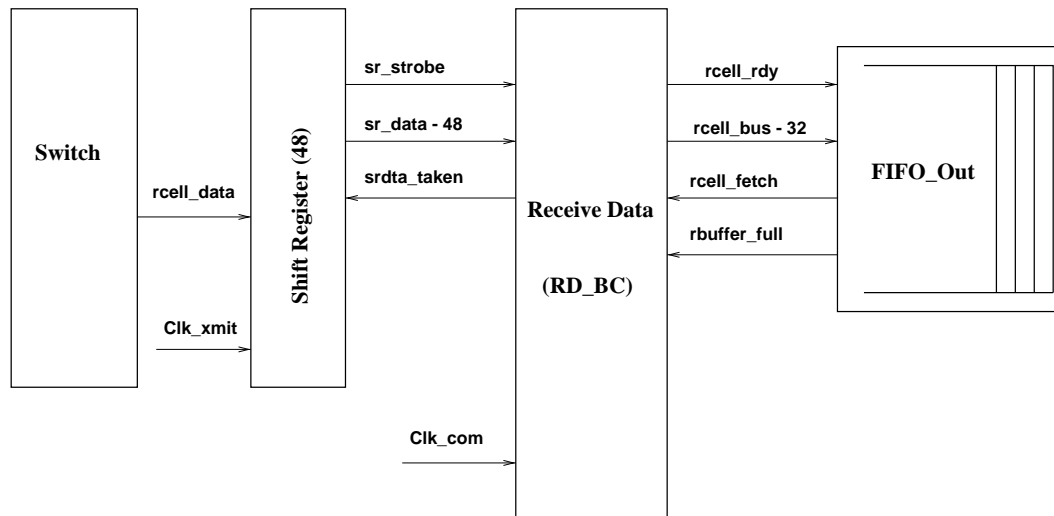 Switch
rcell_data
Clk_xmit
Shift Register (48)
sr_strobe
sr_data - 48
srdta_taken
Clk_com
Receive Data
(RD_BC)
rcell_rdy
rcell_bus - 32
rcell_fetch
rbuffer_full
FIFO_Out